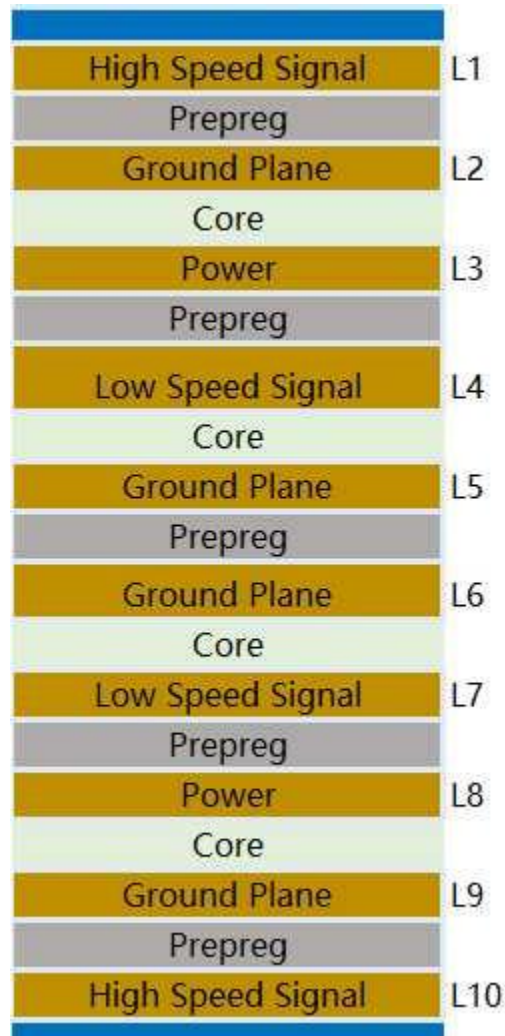 High Speed Signal L1
Prepreg
Ground Plane L2
Core
Power L3
Prepreg
Low Speed Signal L4
Core
Ground Plane L5
Prepreg
Ground Plane L6
Core
Low Speed Signal L7
Prepreg
Power L8
Core
Ground Plane L9
Prepreg
High Speed Signal L10